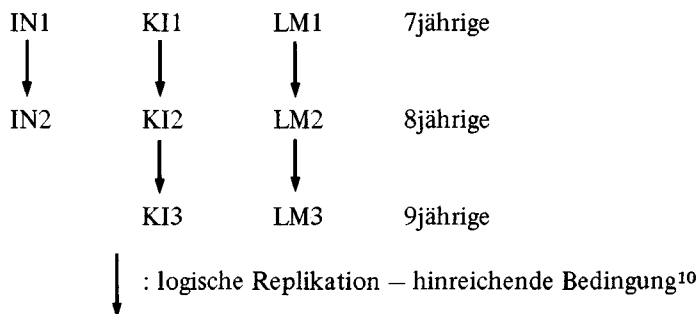 IN1 KI1 LM1 7jährige
IN2 KI2 LM2 8jährige
KI3 LM3 9jährige
: logische Replikation – hinreichende Bedingung¹⁰